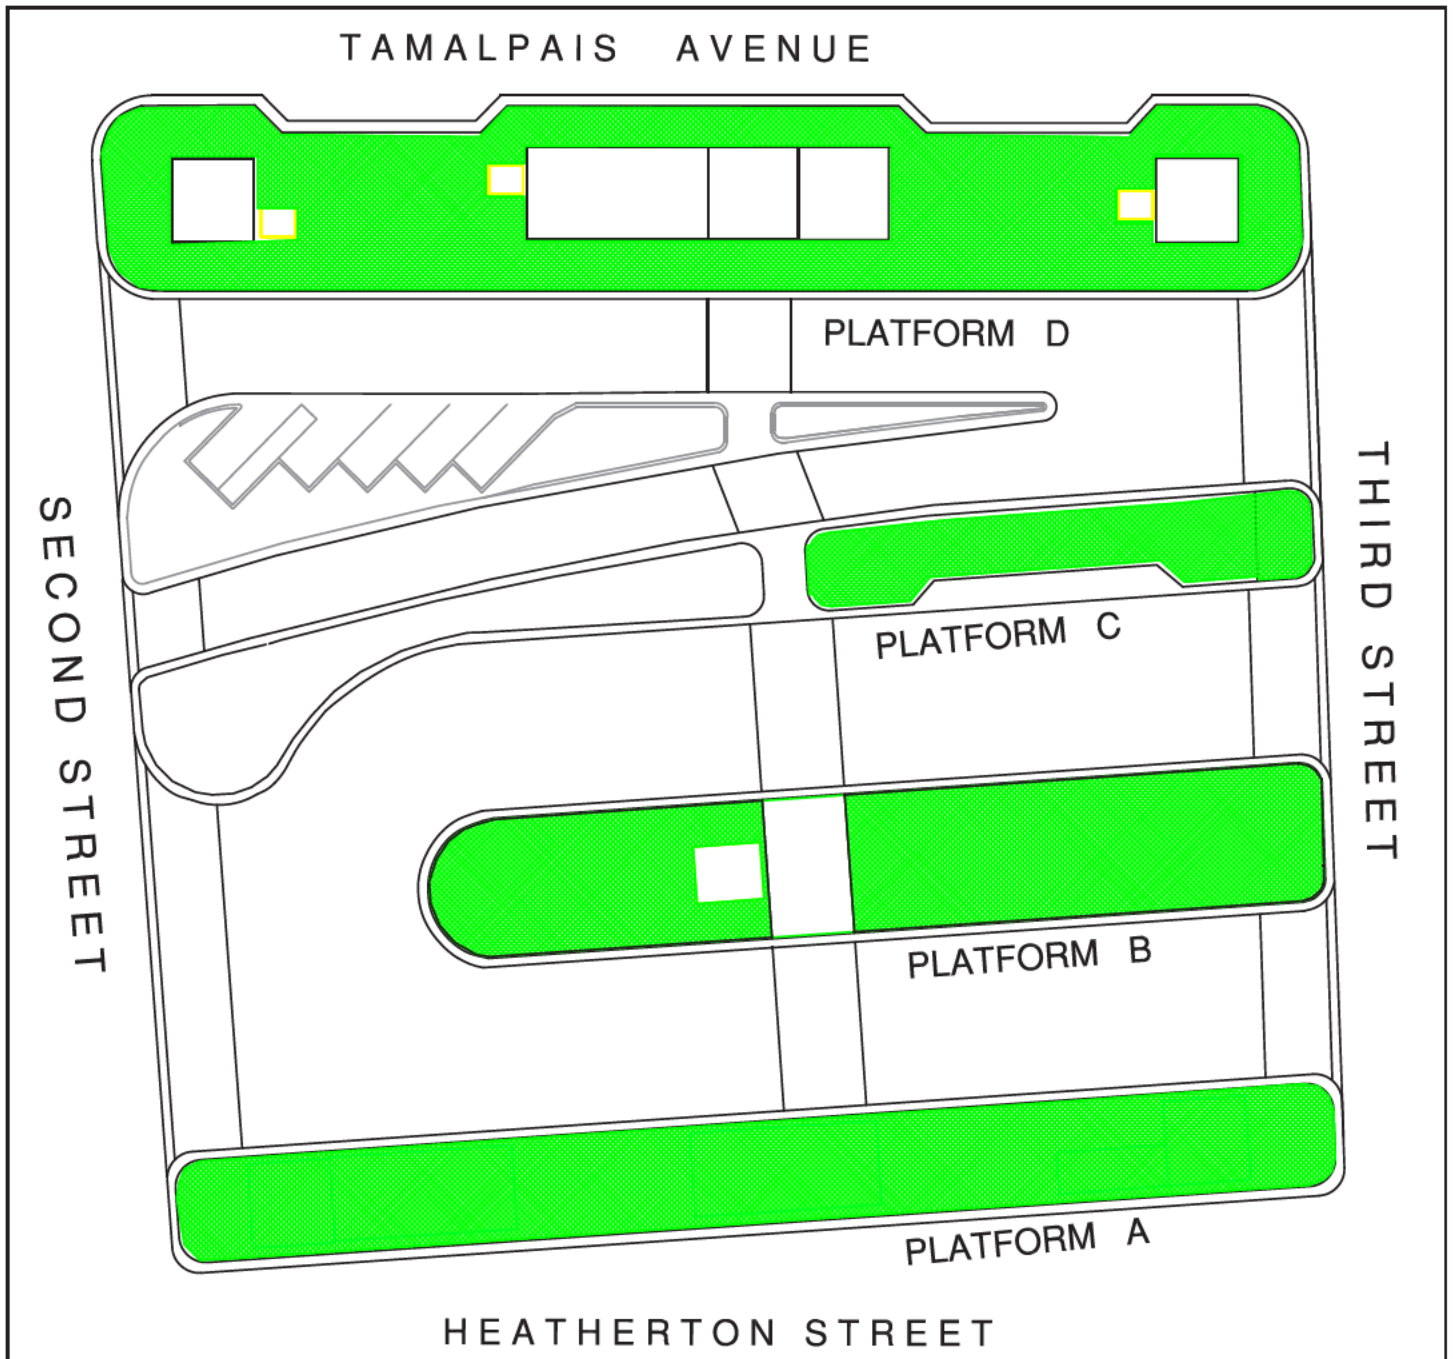 TAMALPAIS AVENUE
PLATFORM D
SECOND STREET
THIRD STREET
PLATFORM C
PLATFORM B
PLATFORM A
HEATHERTON STREET